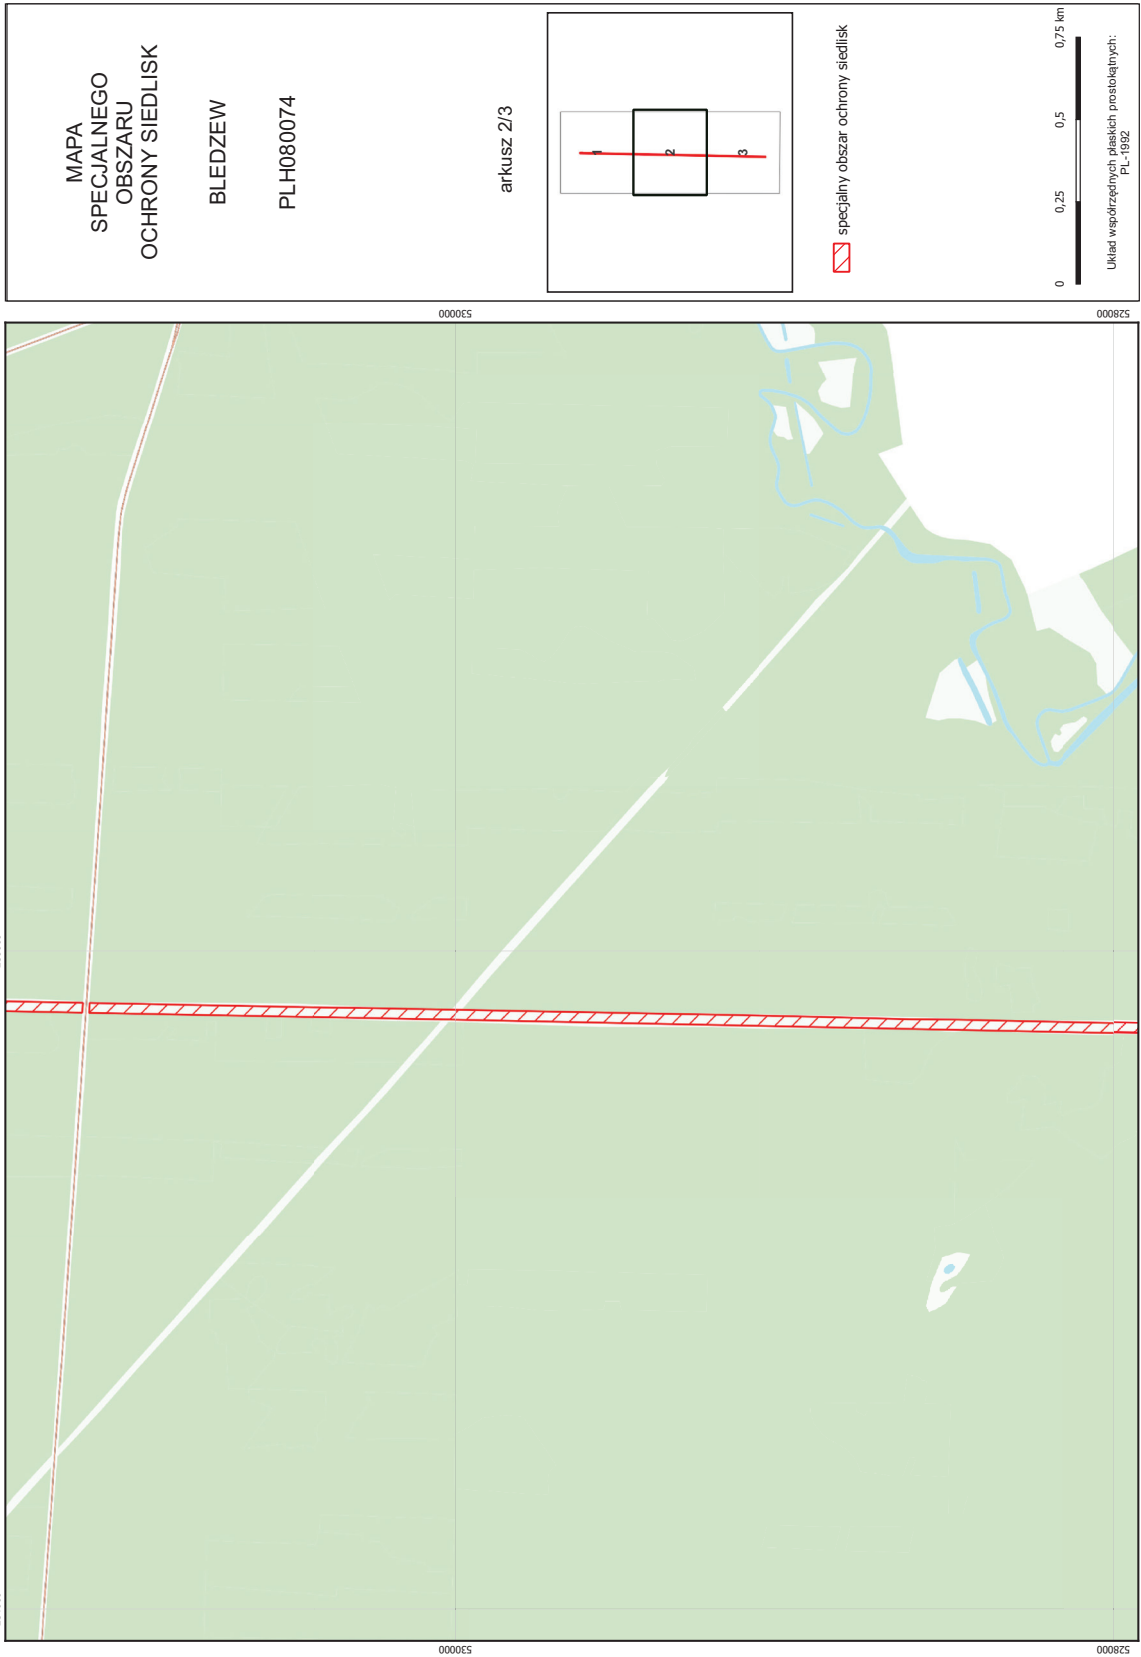 MAPA
SPECJALNEGO
OBSZARU
OCHRONY SIEDLISK
BLEDZEW
PLH080074
arkusz 2/3
1
2
3
specjalny obszar ochrony siedlisk
0
0,25
0,5
0,75 km
Układ współrzędnych płaskich prostokątnych:
PL-1992
530000
528000
530000
528000